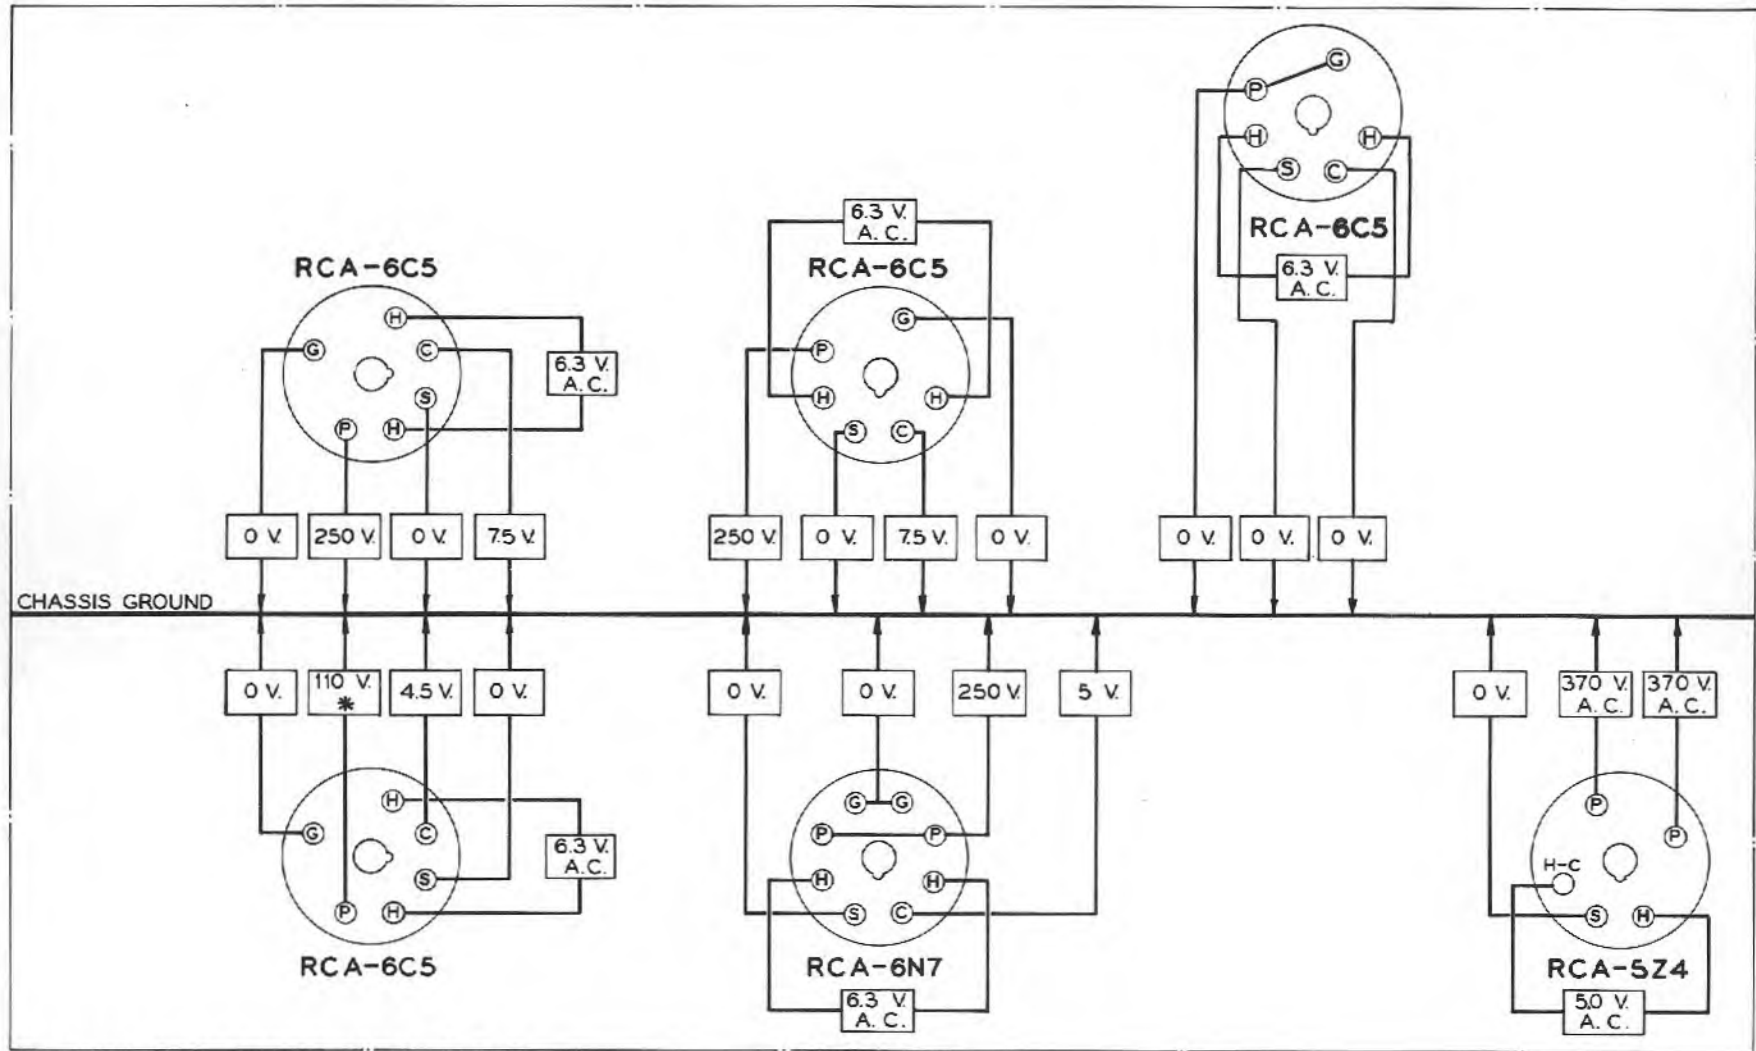 G
P
H
H
S
C
RCA-6C5
6.3 V.
A.C.
6.3 V.
A.C.
RCA-6C5
H
G
C
S
P
H
6.3 V.
A.C.
RCA-6C5
G
P
H
H
S
C
0 V.
250 V.
0 V.
7.5 V.
250 V.
0 V.
7.5 V.
0 V.
0 V.
0 V.
0 V.
CHASSIS GROUND
0 V.
110 V.
*
4.5 V.
0 V.
0 V.
0 V.
250 V.
5 V.
0 V.
370 V.
A.C.
370 V.
A.C.
H
G
C
S
P
H
6.3 V.
A.C.
RCA-6C5
G
G
P
P
H
H
S
C
RCA-6N7
6.3 V.
A.C.
P
P
H-C
S
H
RCA-5Z4
5.0 V.
A.C.